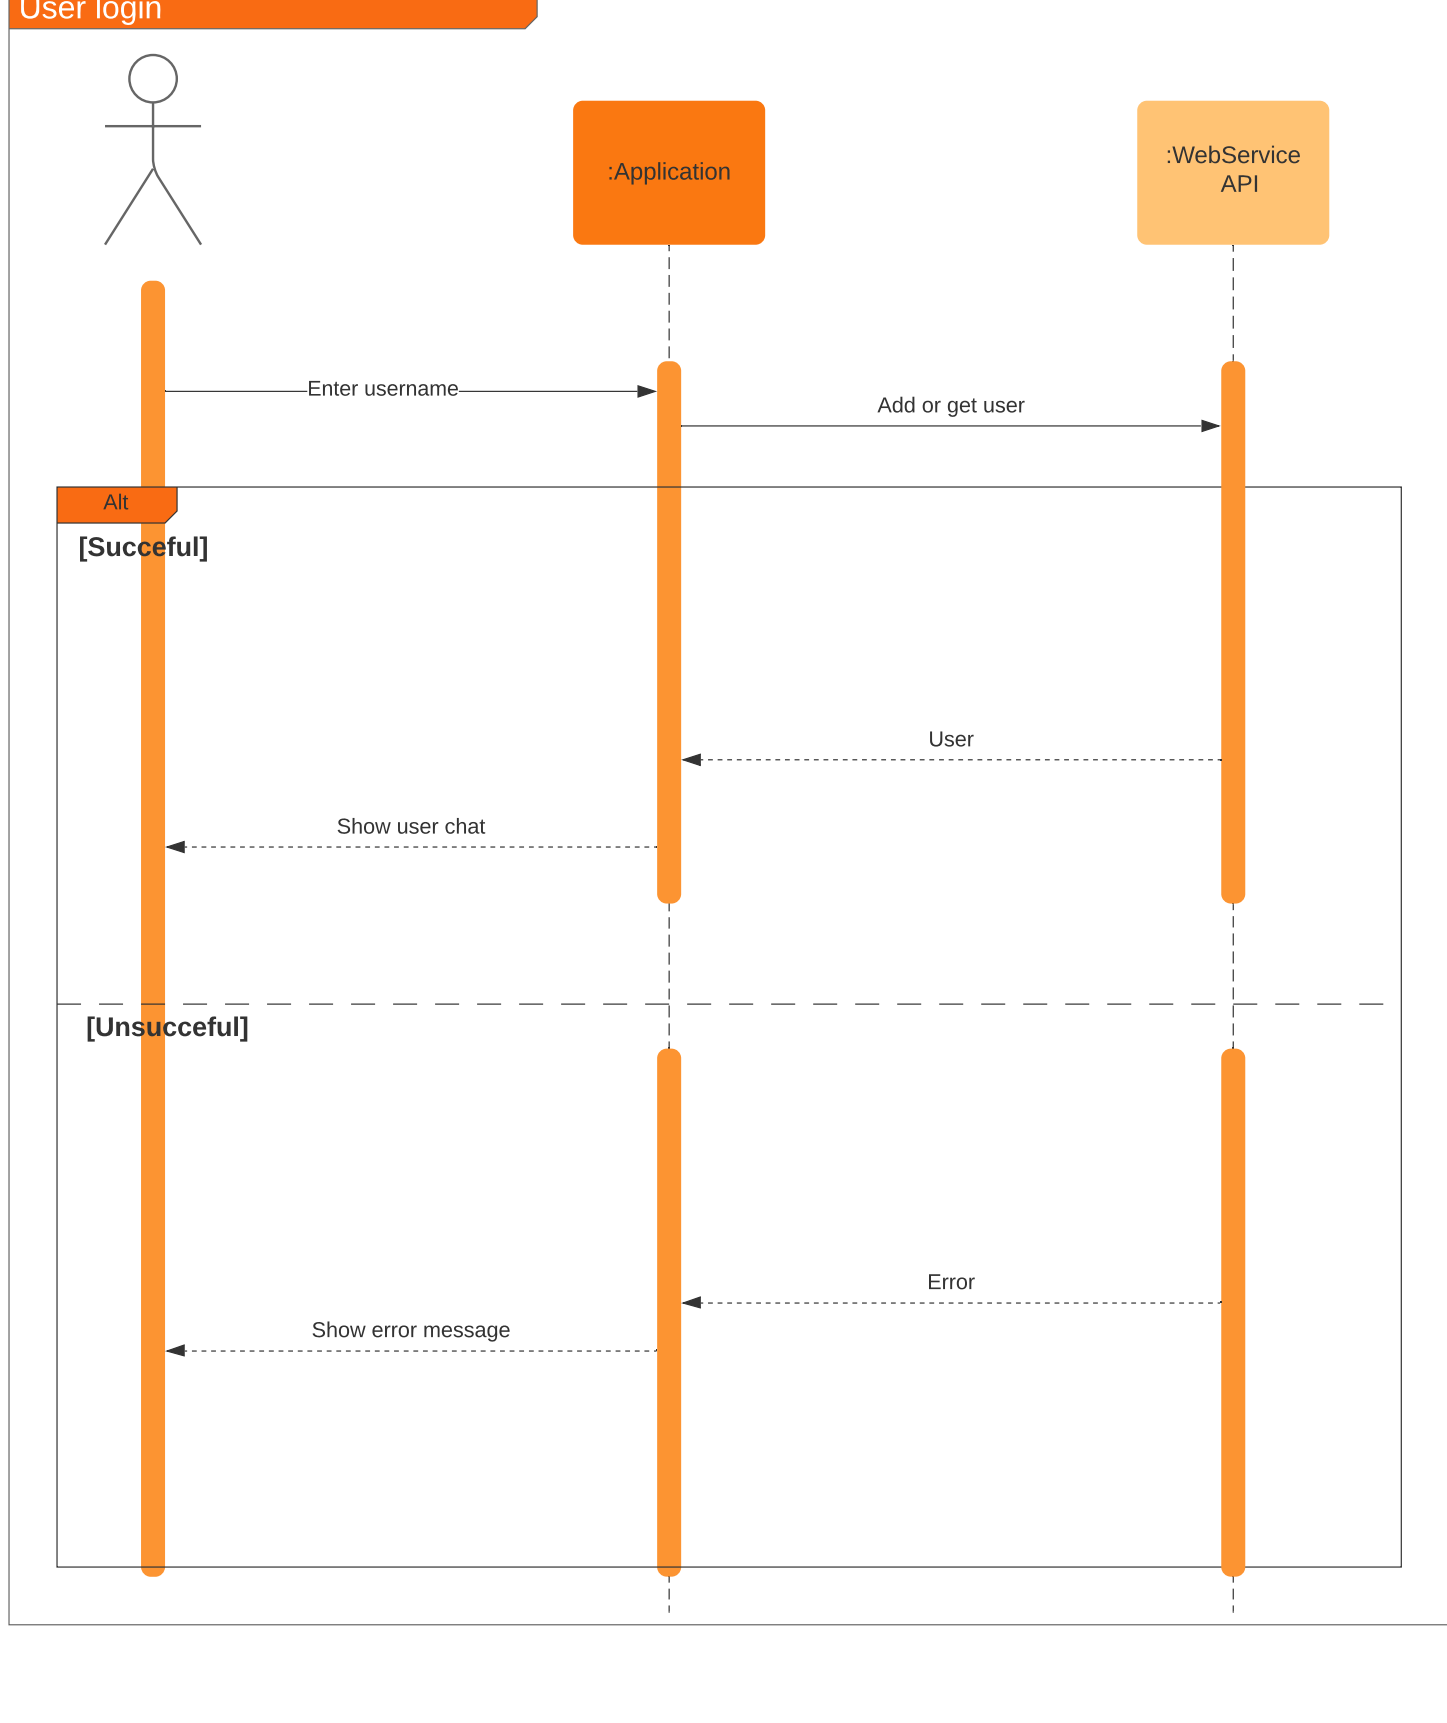 User login
:Application
:WebService
API
Enter username
Add or get user
Alt
[Succeful]
User
Show user chat
[Unsucceful]
Error
Show error message